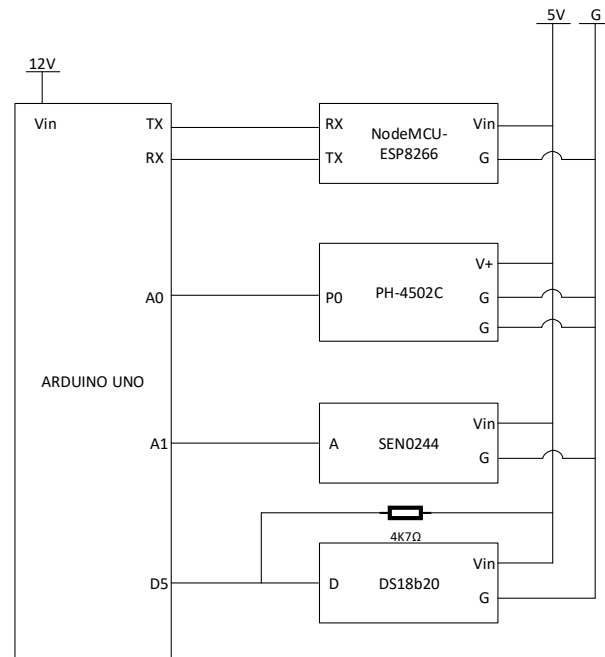 5V
G
12V
Vin
TX
RX
RX
TX
NodeMCU-
ESP8266
Vin
G
A0
P0
PH-4502C
V+
G
G
ARDUINO UNO
A1
A
SEN0244
Vin
G
4K7Ω
D5
D
DS18b20
Vin
G